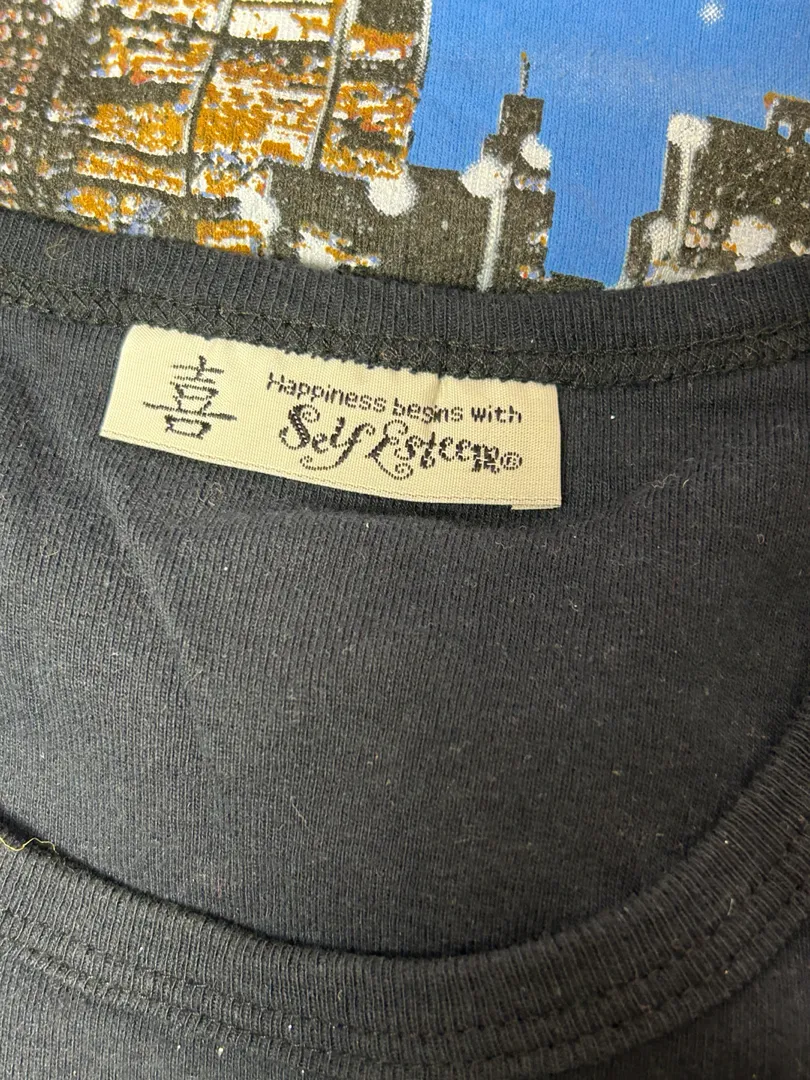 喜
Happiness begins with
Self Esteem®